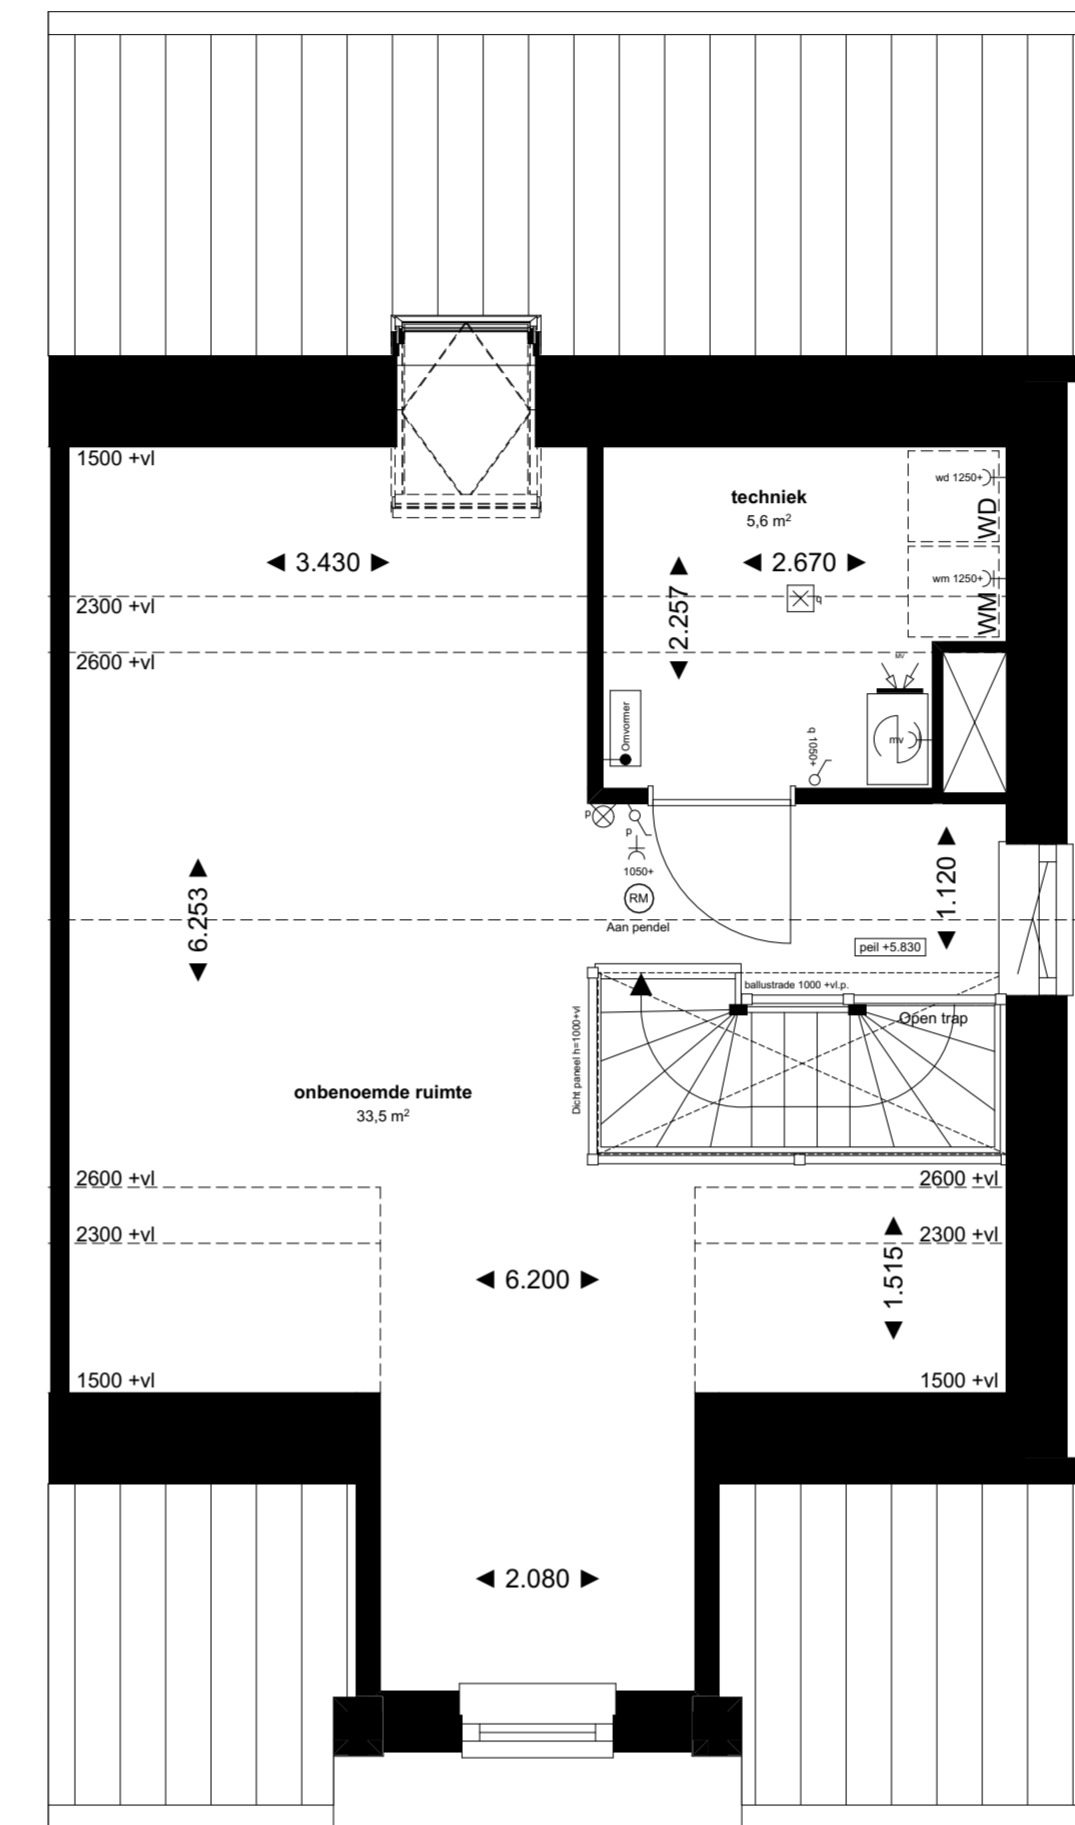 1500 +vl
wd 1250+
WD
techniek
5,6 m²
3.430
2.670
2300 +vl
q
wm 1250+
WM
2.257
2600 +vl
MV
Omvormer
mv
q 1050+
p
p
1050+
RM
Aan pendel
6.253
1.120
peil +5.830
ballustrade 1000 +vl.p.
Open trap
Dicht paneel h=1000+vl
onbenoemde ruimte
33,5 m²
2600 +vl
2600 +vl
2300 +vl
2300 +vl
6.200
1.515
1500 +vl
1500 +vl
2.080